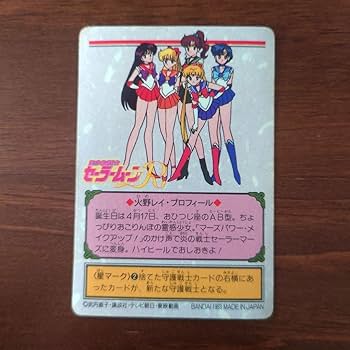 美少女戦士
セーラームーンR
◆火野レイ・プロフィール◆
誕生日は4月17日、おひつじ座のAB型。ちょ
っぴりおこりんぼの霊感少女。「マーズパワー・メ
イクアップ!」のかけ声で炎の戦士セーラーマー
ズに変身。ハイヒールでおしおきよ!
〈星マーク〉❷捨てた守護戦士カードの右横に
あったカードが、新たな守護戦士となる。
©武内直子・講談社・テレビ朝日・東映動画
BANDAI 1993 MADE IN JAPAN